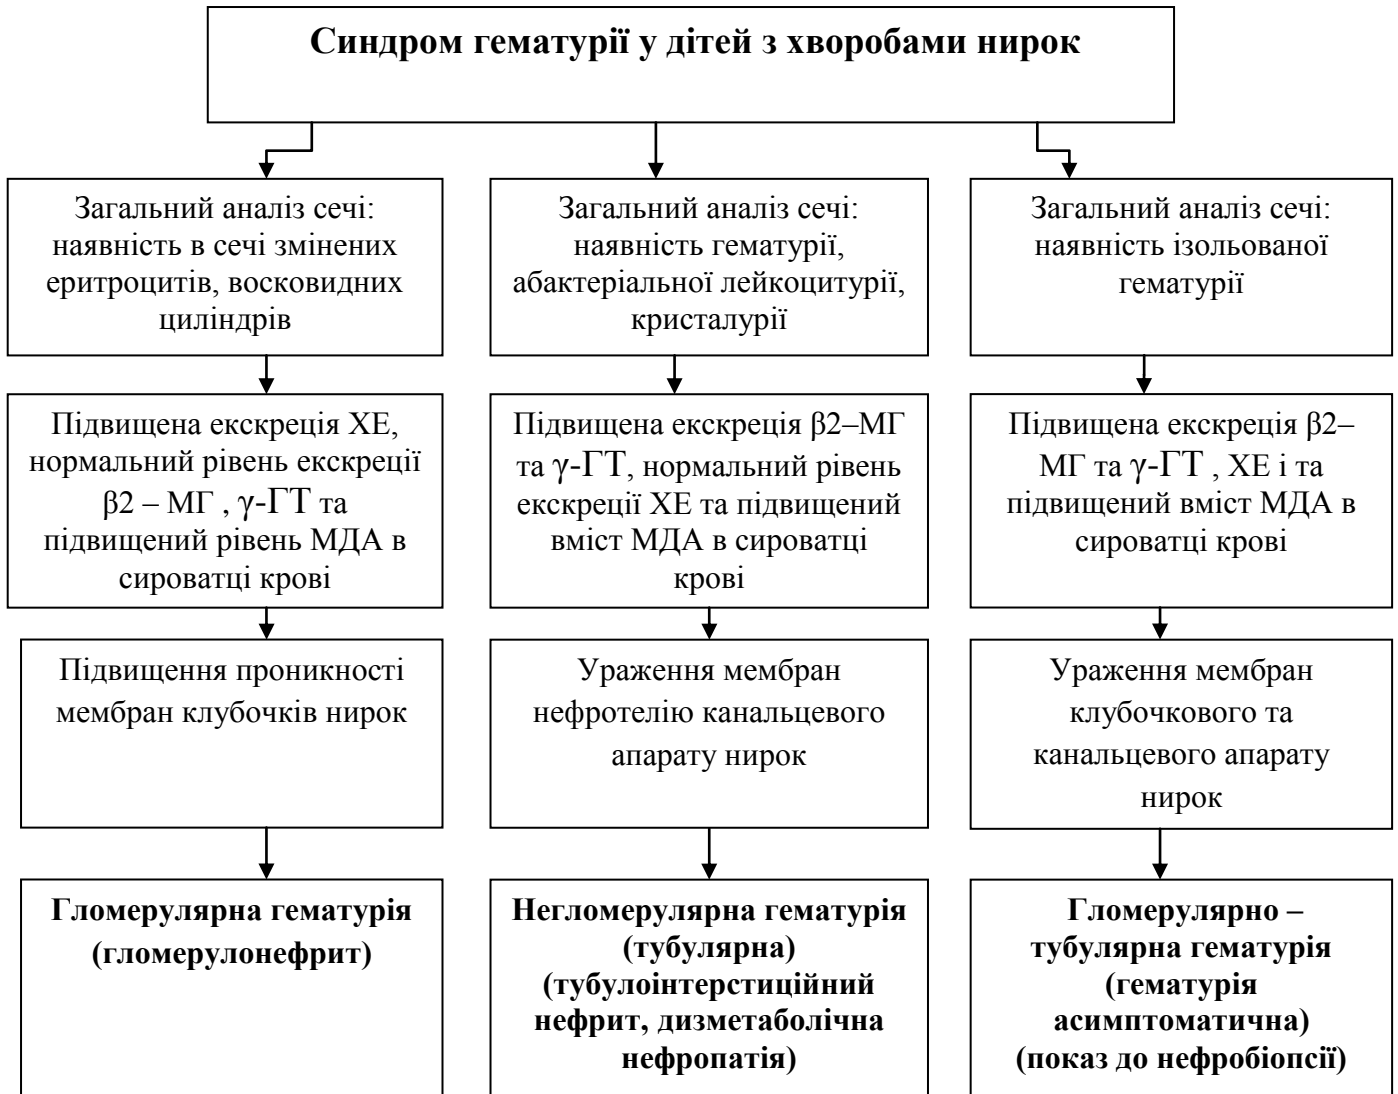 Синдром гематурії у дітей з хворобами нирок
Загальний аналіз сечі:
наявність в сечі змінених
еритроцитів, восковидних
циліндрів
Загальний аналіз сечі:
наявність гематурії,
абактеріальної лейкоцитурії,
кристалурії
Загальний аналіз сечі:
наявність ізольованої
гематурії
Підвищена екскреція ХЕ,
нормальний рівень екскреції
β2 – МГ , γ-ГТ та
підвищений рівень МДА в
сироватці крові
Підвищена екскреція β2–МГ
та γ-ГТ, нормальний рівень
екскреції ХЕ та підвищений
вміст МДА в сироватці
крові
Підвищена екскреція β2–
МГ та γ-ГТ , ХЕ і та
підвищений вміст МДА в
сироватці крові
Підвищення проникності
мембран клубочків нирок
Ураження мембран
нефротелію канальцевого
апарату нирок
Ураження мембран
клубочкового та
канальцевого апарату
нирок
Гломерулярна гематурія
(гломерулонефрит)
Негломерулярна гематурія
(тубулярна)
(тубулоінтерстиційний
нефрит, дизметаболічна
нефропатія)
Гломерулярно –
тубулярна гематурія
(гематурія
асимптоматична)
(показ до нефробіопсії)